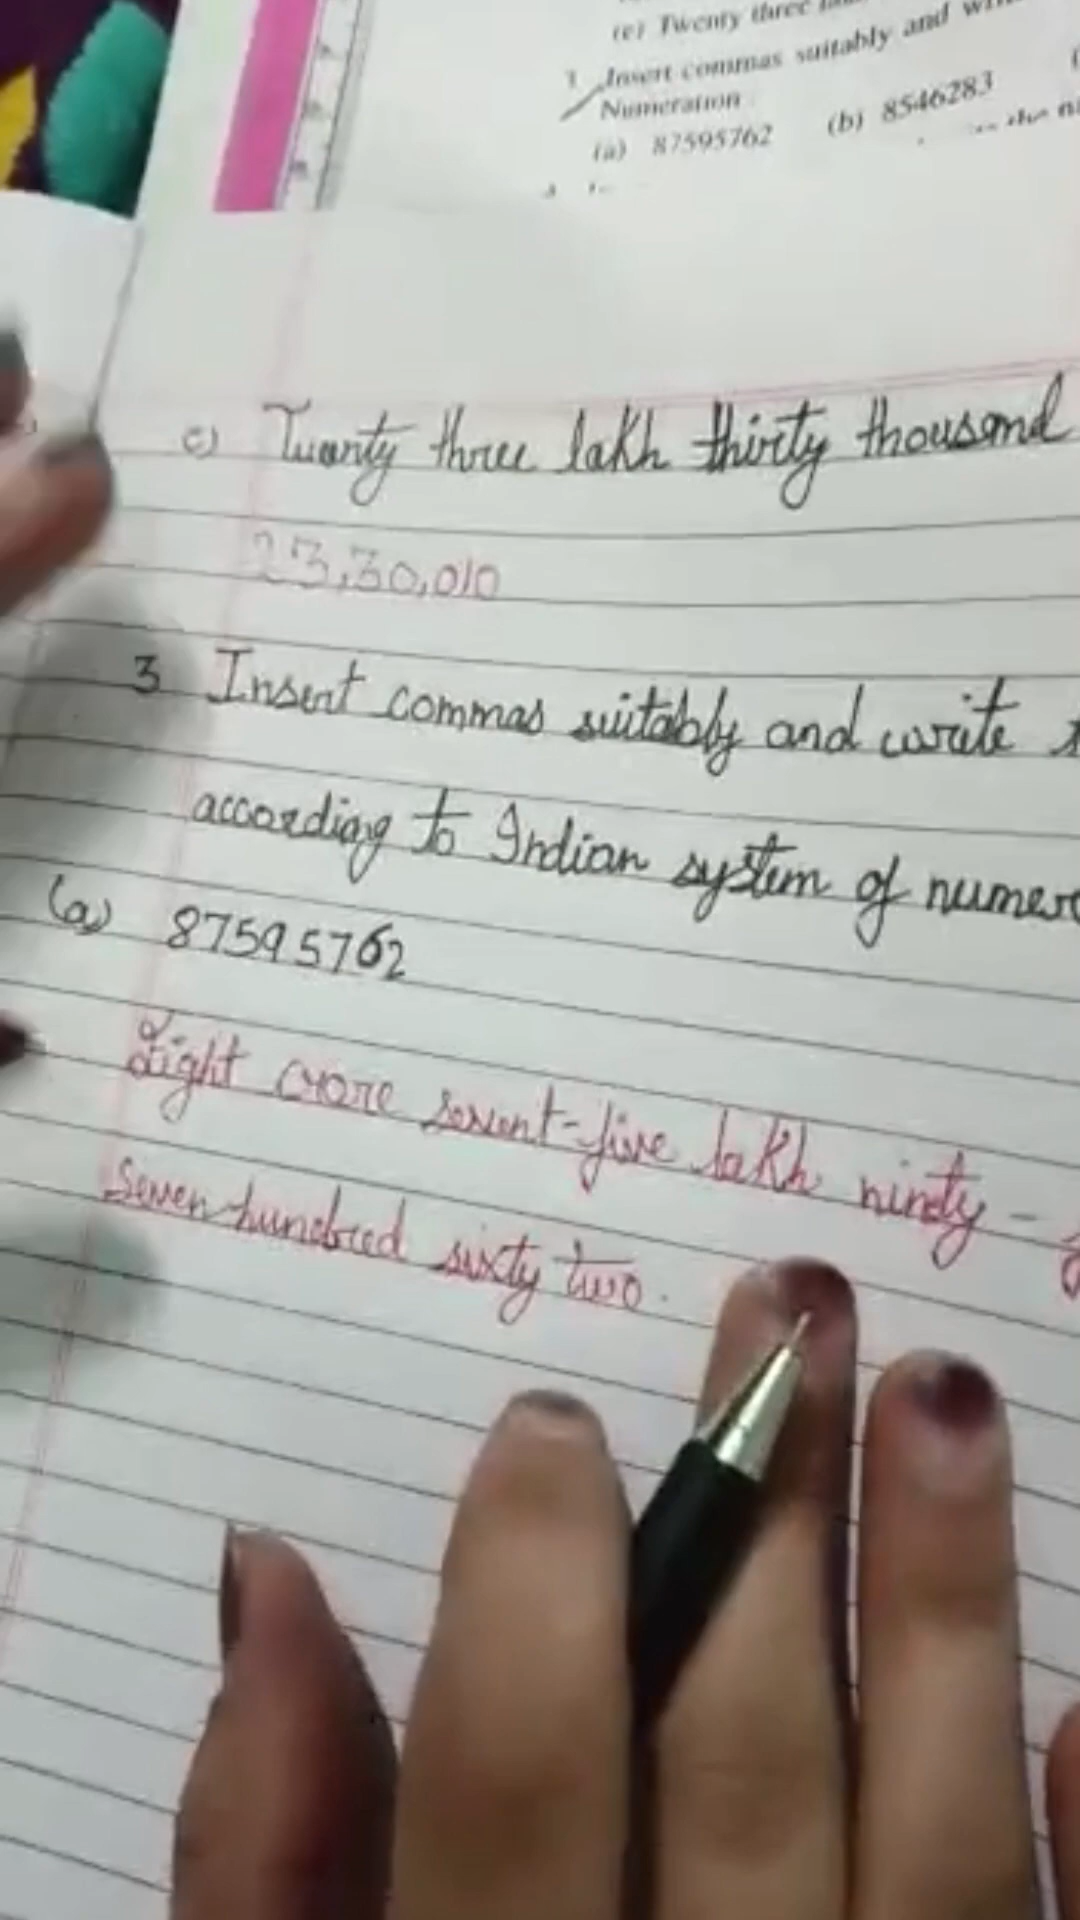 (e) Twenty three
3 Insert commas suitably and
Numeration
(a) 87595762 (b) 8546283
c) Twenty three lakh thirty thousand
23,30,010
3 Insert commas suitably and write
according to Indian system of
(a) 87595762
Eight crore sevent-five lakh ninety -
Seven hundred sixty two.